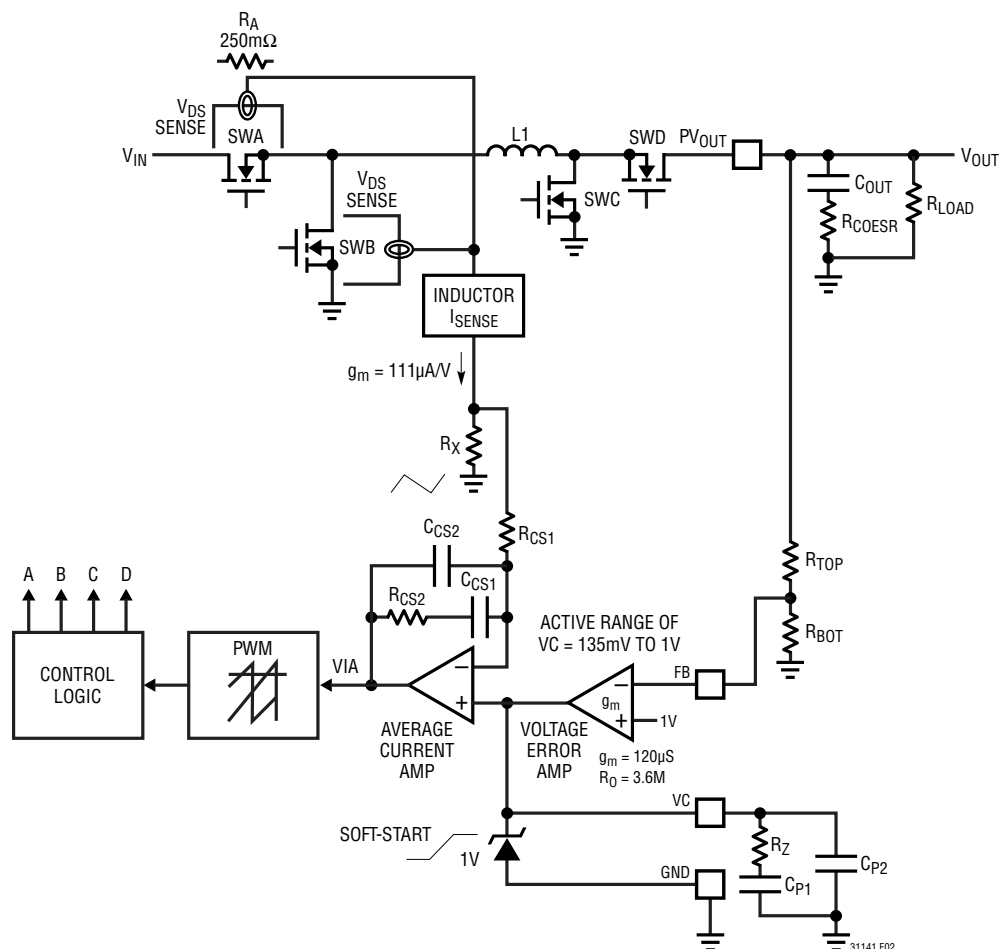 R_A
250mΩ
V_DS
SENSE
SWA
V_IN
V_DS
SENSE
SWB
L1
SWC
SWD
PV_OUT
V_OUT
C_OUT
R_COESR
R_LOAD
INDUCTOR
I_SENSE
g_m = 111µA/V
R_X
R_CS1
C_CS2
C_CS1
R_CS2
R_TOP
R_BOT
A B C D
CONTROL
LOGIC
PWM
VIA
–
+
AVERAGE
CURRENT
AMP
ACTIVE RANGE OF
VC = 135mV TO 1V
g_m
–
+
FB
1V
VOLTAGE
ERROR
AMP
g_m = 120µS
R_O = 3.6M
VC
SOFT-START
1V
GND
R_Z
C_P1
C_P2
31141 F02